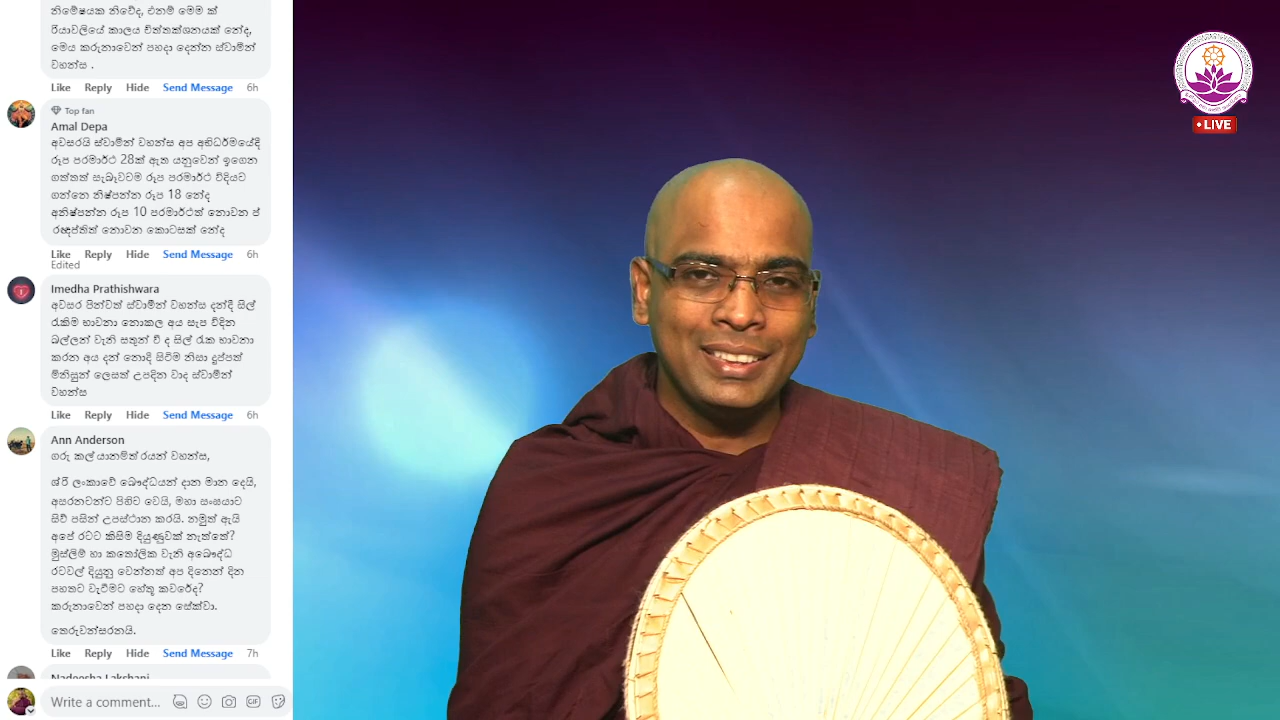 නිමේෂයක නිවේද, එනම් මෙම ක්
රියාවලියේ කාලය චිත්තක්ශනයක් නේද,
මෙය කරුනාවෙන් පහදා දෙන්න ස්වාමීන්
වහන්ස .
Like Reply Hide Send Message 6h
Top fan
Amal Depa
අවසරයි ස්වාමීන් වහන්ස අප අභිධර්මයේදී
රූප පරමාර්ථ 28ක් ඇත යනුවෙන් ඉගෙන
ගත්තත් සැබෑවටම රූප පරමාර්ථ විදියට
ගන්නෙ නිෂ්පන්න රූප 18 නේද
අනිෂ්පන්න රූප 10 පරමාර්ථත් නොවන ප්
රඥප්තිත් නොවන කොටසක් නේද
Like Reply Hide Send Message 6h
Edited
Imedha Prathishwara
අවසර පින්වත් ස්වාමීන් වහන්ස දන්දී සිල්
රැකීම භාවනා නොකල අය සැප විදින
බල්ලන් වැනි සතුන් වී ද සිල් රැක භාවනා
කරන අය දන් නොදී සිටීම නිසා දුප්පත්
මිනිසුන් ලෙසත් උපදින වාද ස්වාමීන්
වහන්ස
Like Reply Hide Send Message 6h
Ann Anderson
ගරු කල් යානමිත් රයන් වහන්ස,
ශ්රී ලංකාවේ බෞද්ධයන් දාන මාන දෙයි,
අසරනවන්ට පිහිට වෙයි, මහා සංඝයාට
සිව් පසින් උපස්ථාන කරයි. නමුත් ඇයි
අපේ රටට කිසිම දියුණුවක් නැත්තේ?
මුස්ලිම් හා කතෝලික වැනි අබෞද්ධ
රටවල් දියුනු වෙන්නත් අප දිනෙන් දින
පහතට වැටීමට හේතු කවරේද?
කරුනාවෙන් පහදා දෙන සේක්වා.
තෙරුවන්සරනයි.
Like Reply Hide Send Message 7h
Nadeesha Lakshani
Write a comment...
GIF
• LIVE